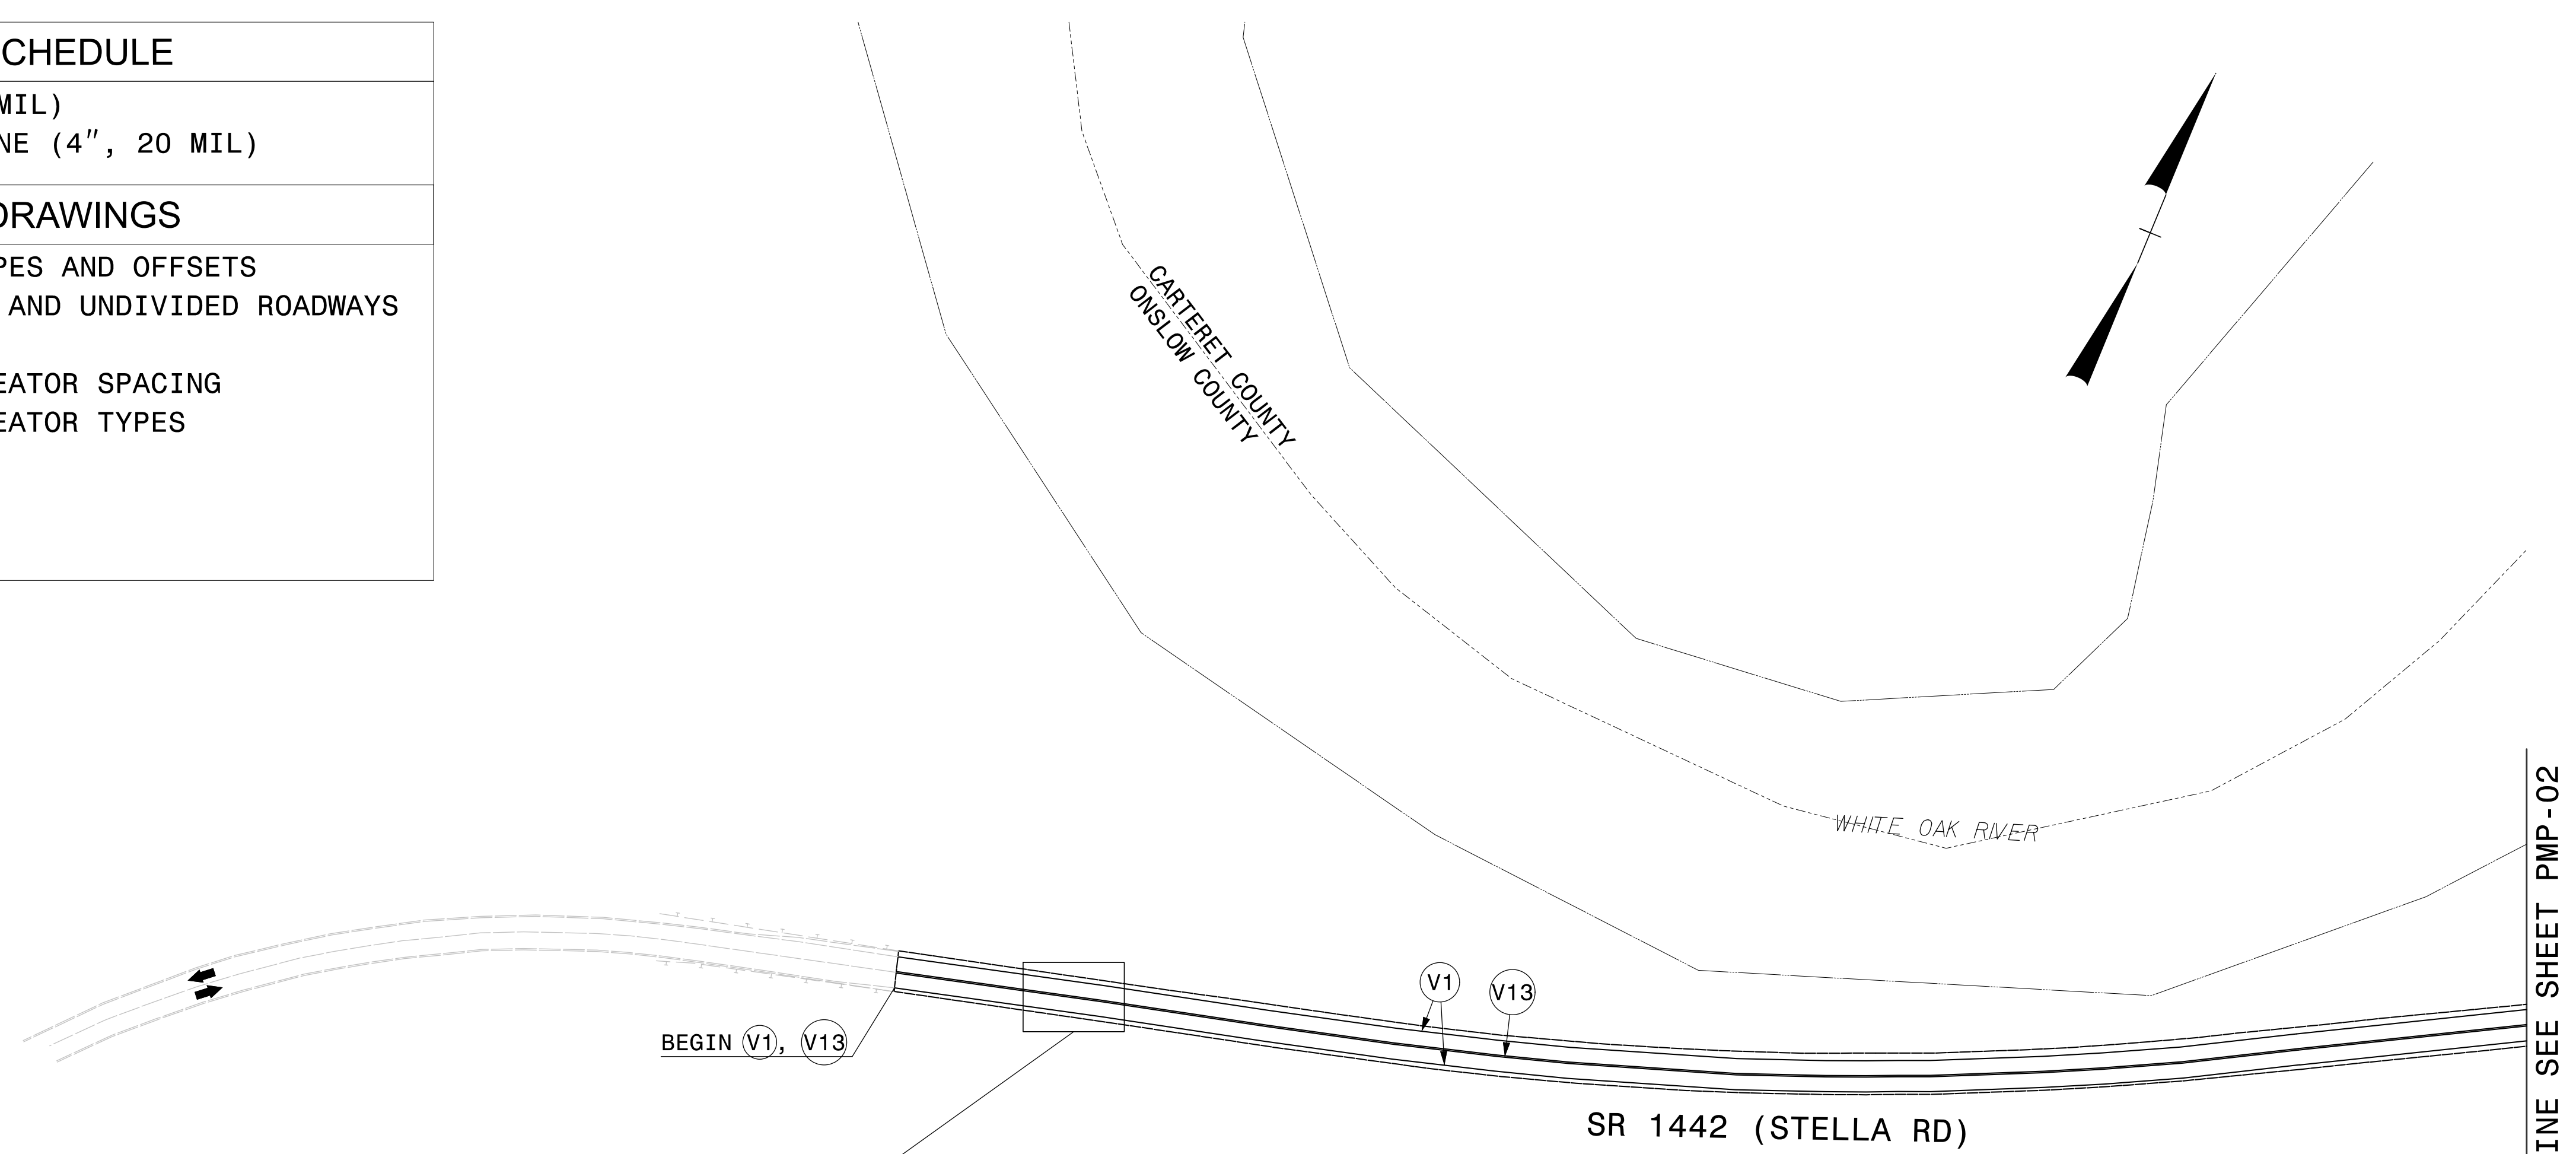 CHEDULE
MIL)
NE (4", 20 MIL)
DRAWINGS
PES AND OFFSETS
AND UNDIVIDED ROADWAYS
EATOR SPACING
EATOR TYPES
CARTERET COUNTY
ONSLOW COUNTY
WHITE OAK RIVER
V1
V13
BEGIN V1, V13
SR 1442 (STELLA RD)
INE SEE SHEET PMP-02